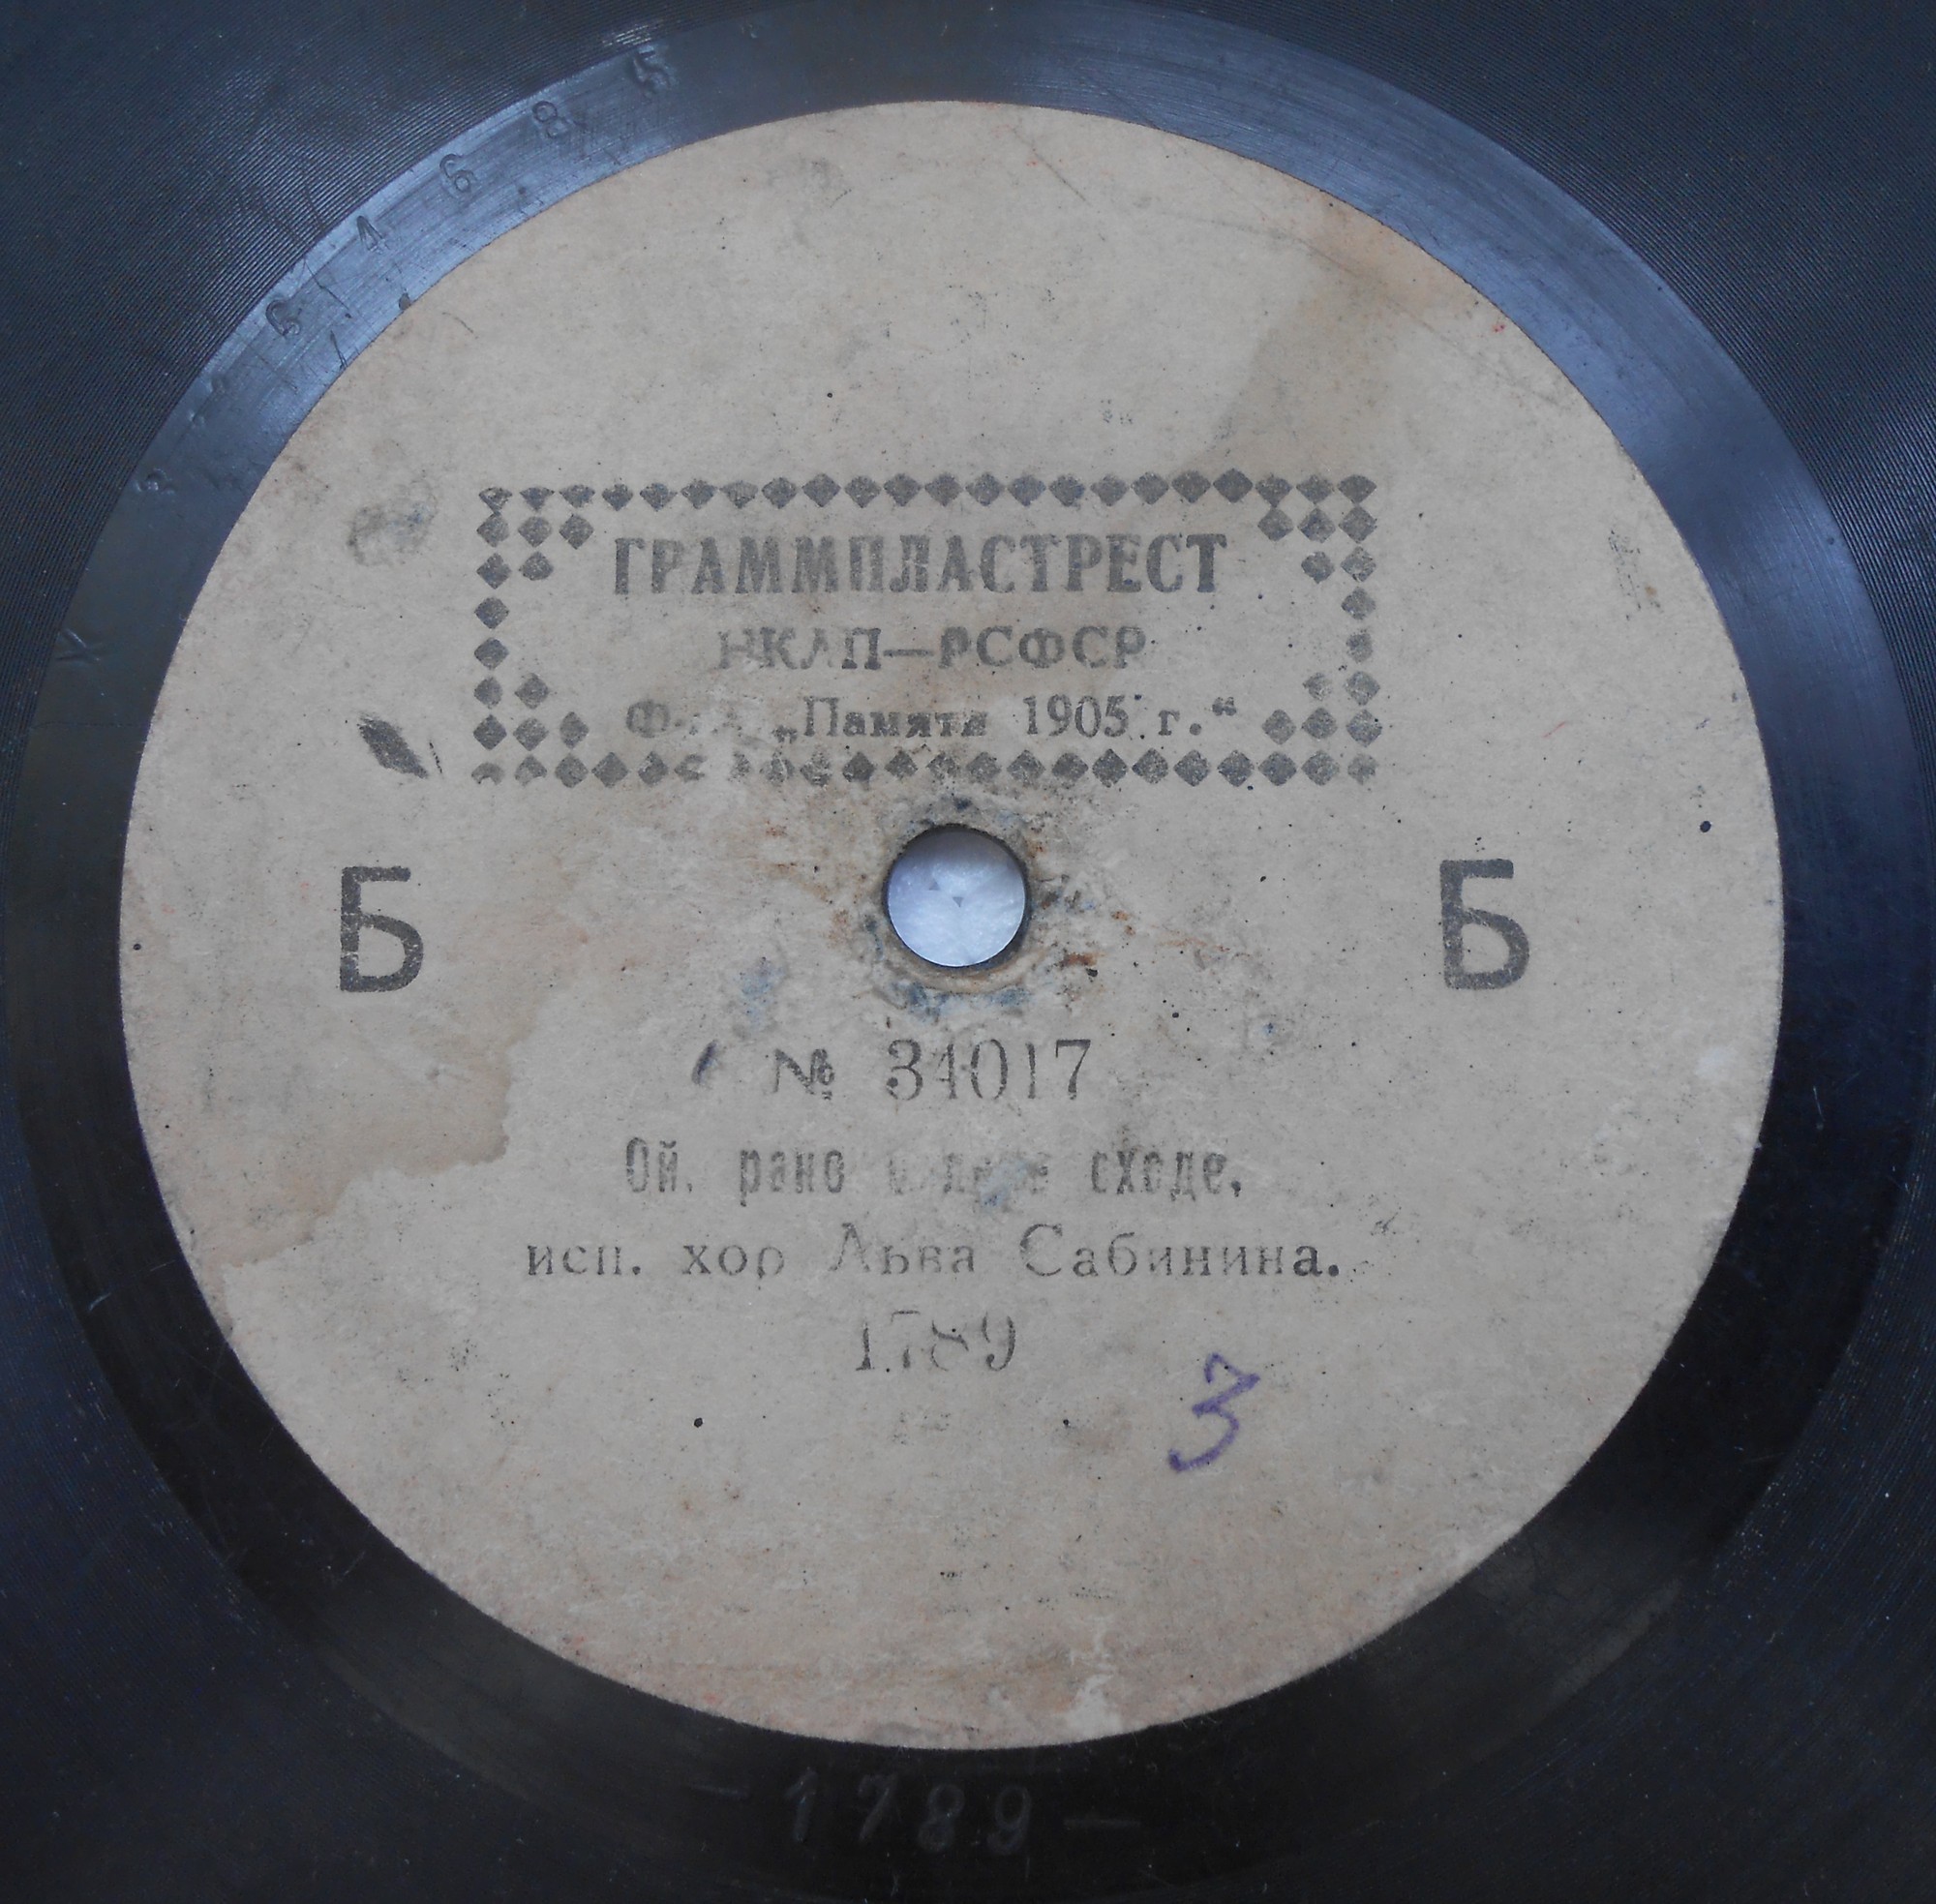 ГРАММПЛАСТРЕСТ
НКЛП—РСФСР
„Памяти 1905 г.“
Б
Б
№ 34017
Ой, рано сходе,
исп. хор Льва Сабинина.
1789
3
- 1789 -